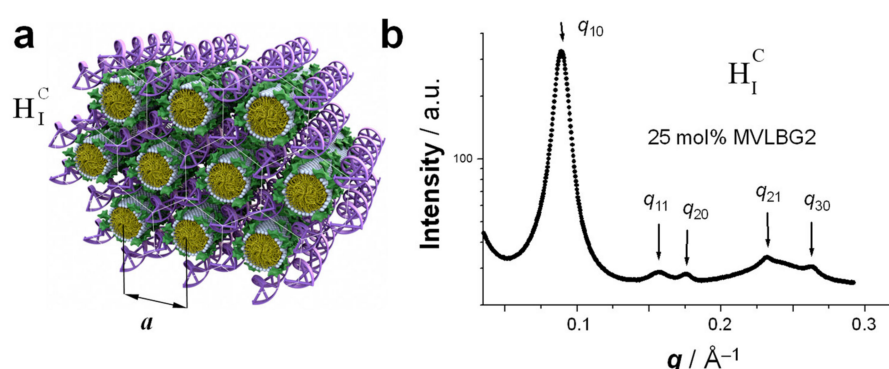 a
H_I^C
a
b
Intensity / a.u.
100
q10
H_I^C
25 mol% MVLBG2
q11
q20
q21
q30
0.1
0.2
0.3
q / Å⁻¹